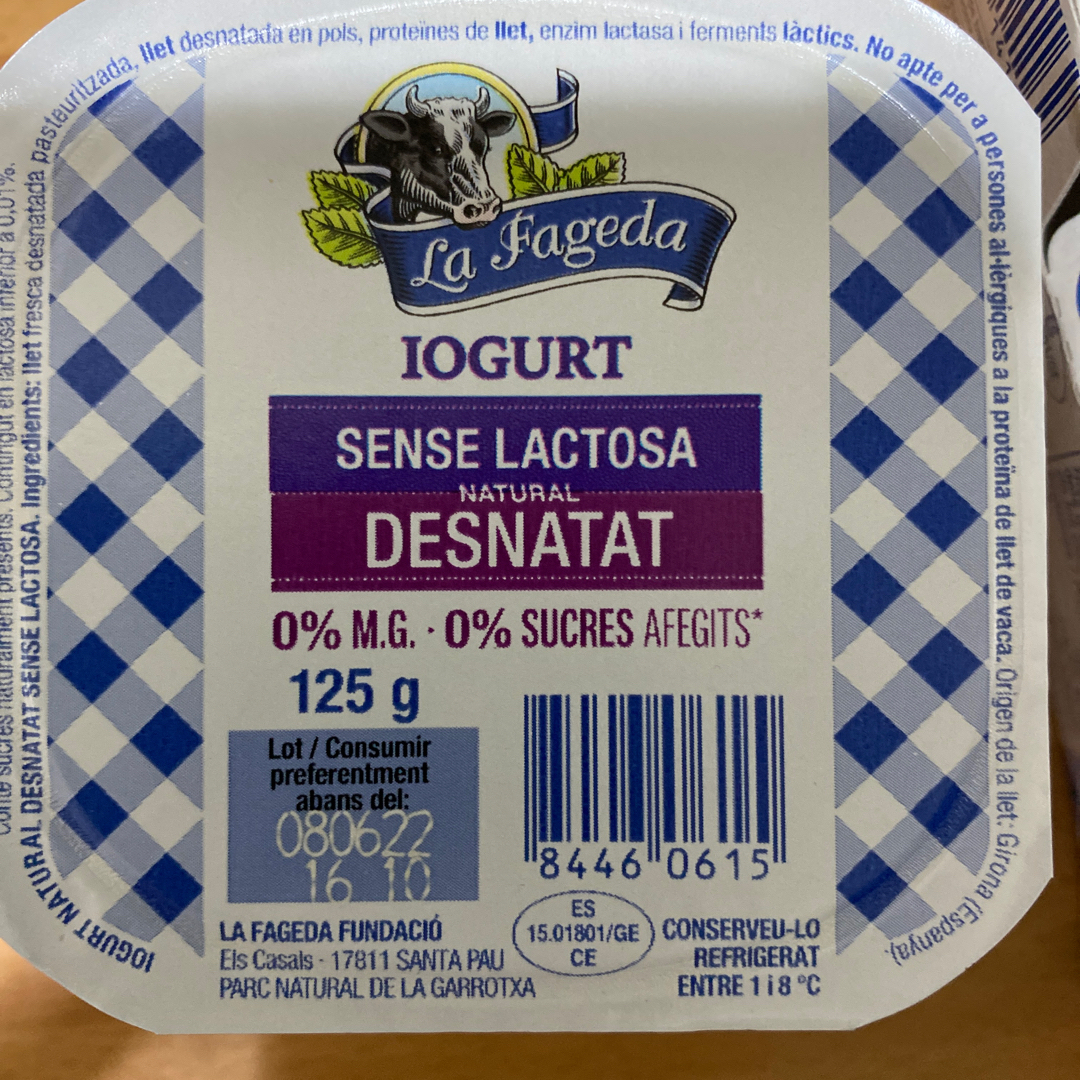 IOGURT NATURAL DESNATAT SENSE LACTOSA. Ingredients: llet fresca desnatada pasteuritzada, llet desnatada en pols, proteïnes de llet, enzim lactasa i ferments làctics. No apte per a persones al·lèrgiques a la proteïna de llet de vaca. Origen de la llet: Girona (Espanya).
Conté sucres naturalment presents. Contingut en lactosa inferior a 0,01%.
La Fageda
IOGURT
SENSE LACTOSA
NATURAL
DESNATAT
0% M.G. · 0% SUCRES AFEGITS*
125 g
Lot / Consumir
preferentment
abans del:
080622
16 10
8446 0615
LA FAGEDA FUNDACIÓ
Els Casals · 17811 SANTA PAU
PARC NATURAL DE LA GARROTXA
ES
15.01801/GE
CE
CONSERVEU-LO
REFRIGERAT
ENTRE 1 i 8 °C